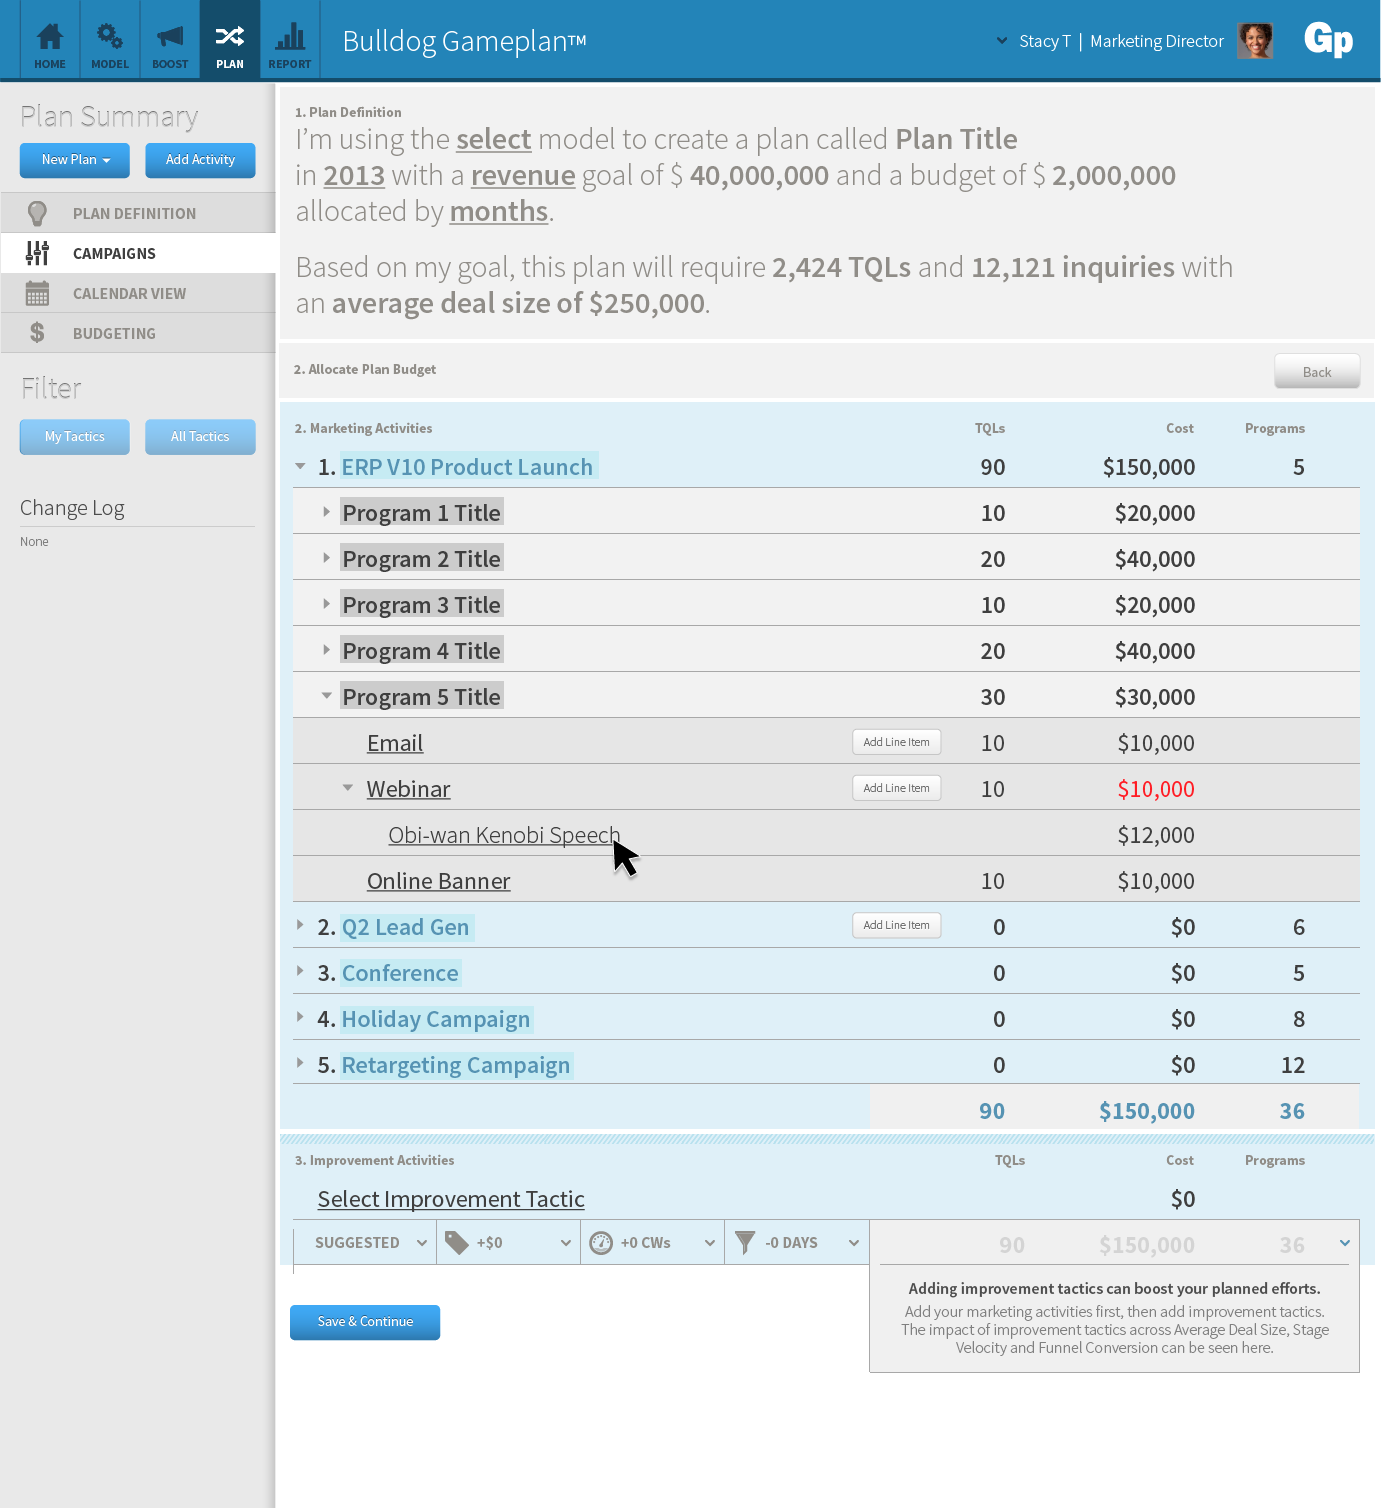 HOME MODEL BOOST PLAN REPORT
Bulldog Gameplan™
Stacy T | Marketing Director
Gp
Plan Summary
New Plan
Add Activity
PLAN DEFINITION
CAMPAIGNS
CALENDAR VIEW
BUDGETING
Filter
My Tactics
All Tactics
Change Log
None
1. Plan Definition
I’m using the select model to create a plan called Plan Title
in 2013 with a revenue goal of $ 40,000,000 and a budget of $ 2,000,000
allocated by months.
Based on my goal, this plan will require 2,424 TQLs and 12,121 inquiries with
an average deal size of $250,000.
2. Allocate Plan Budget
Back
2. Marketing Activities TQLs Cost Programs
1. ERP V10 Product Launch 90 $150,000 5
Program 1 Title 10 $20,000
Program 2 Title 20 $40,000
Program 3 Title 10 $20,000
Program 4 Title 20 $40,000
Program 5 Title 30 $30,000
Email Add Line Item 10 $10,000
Webinar Add Line Item 10 $10,000
Obi-wan Kenobi Speech $12,000
Online Banner 10 $10,000
2. Q2 Lead Gen Add Line Item 0 $0 6
3. Conference 0 $0 5
4. Holiday Campaign 0 $0 8
5. Retargeting Campaign 0 $0 12
90 $150,000 36
3. Improvement Activities TQLs Cost Programs
Select Improvement Tactic $0
SUGGESTED +$0 +0 CWs -0 DAYS 90 $150,000 36
Adding improvement tactics can boost your planned efforts.
Add your marketing activities first, then add improvement tactics.
The impact of improvement tactics across Average Deal Size, Stage
Velocity and Funnel Conversion can be seen here.
Save & Continue